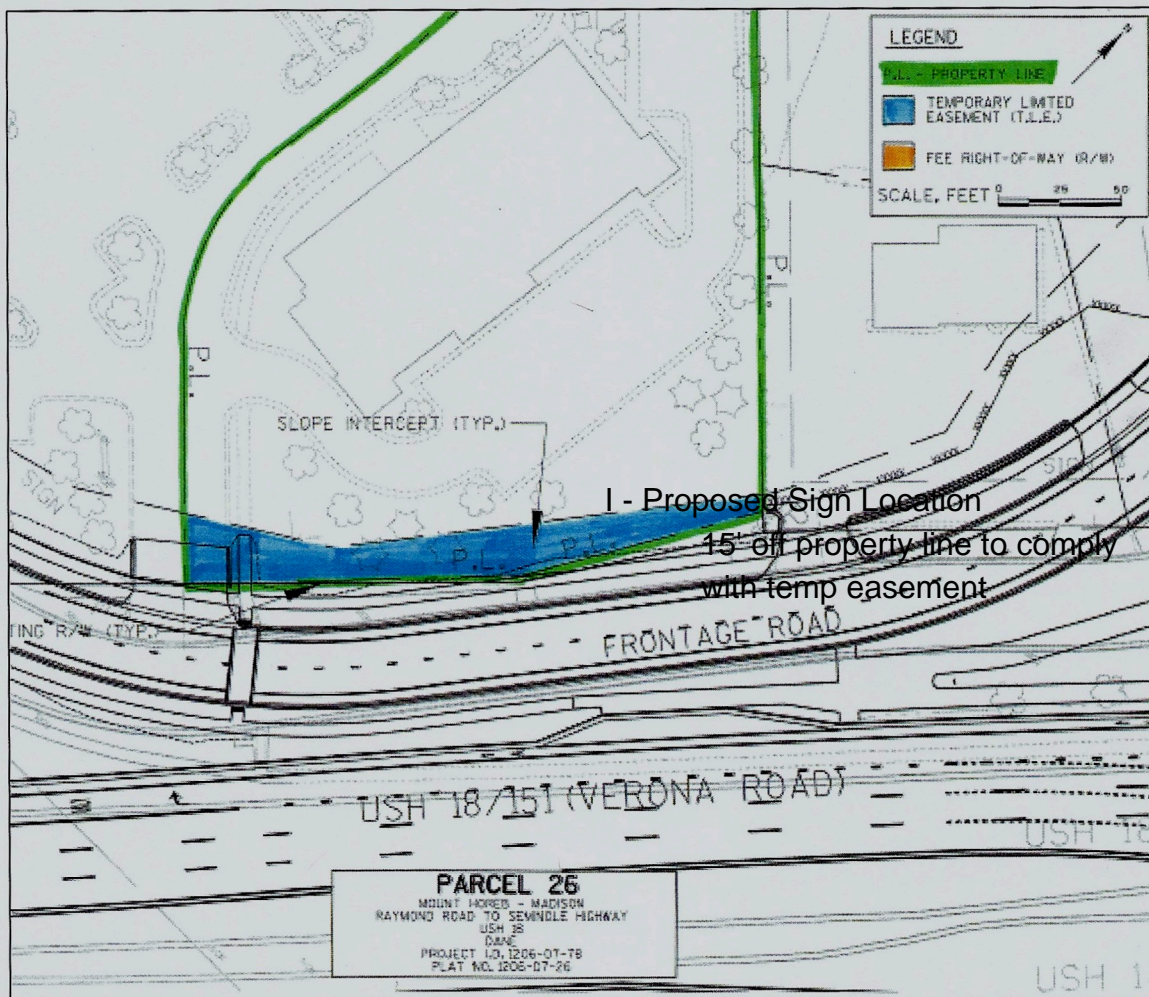 LEGEND
P.L. - PROPERTY LINE
TEMPORARY LIMITED
EASEMENT (T.L.E.)
FEE RIGHT-OF-WAY (R/W)
SCALE, FEET 0 25 50
P.L.
P.L.
SLOPE INTERCEPT (TYP.)
SIGN
SIGN
I - Proposed Sign Location
15' off property line to comply
with temp easement
P.L. P.L.
TING R/W (TYP.)
FRONTAGE ROAD
USH 18/151 (VERONA ROAD)
USH 18
PARCEL 26
MOUNT HOREB - MADISON
RAYMOND ROAD TO SEMINOLE HIGHWAY
USH 18
DANE
PROJECT I.D. 1206-07-78
PLAT NO. 1206-07-26
USH 1